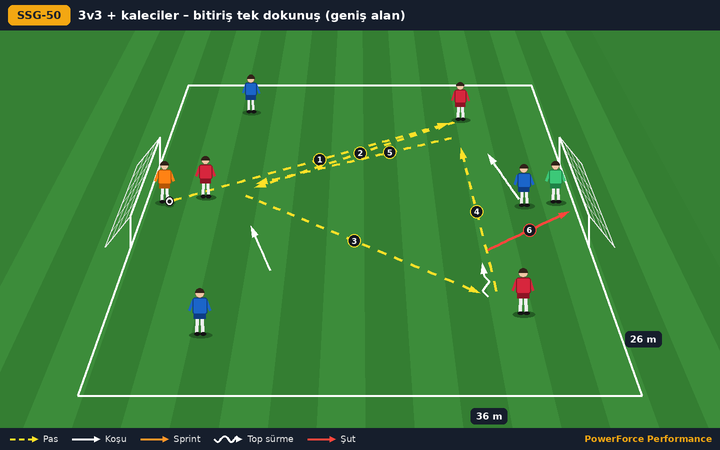 SSG-50 3v3 + kaleciler – bitiriş tek dokunuş (geniş alan)
1 2 5
4
6
3
26 m
36 m
Pas Koşu Sprint Top sürme Şut PowerForce Performance